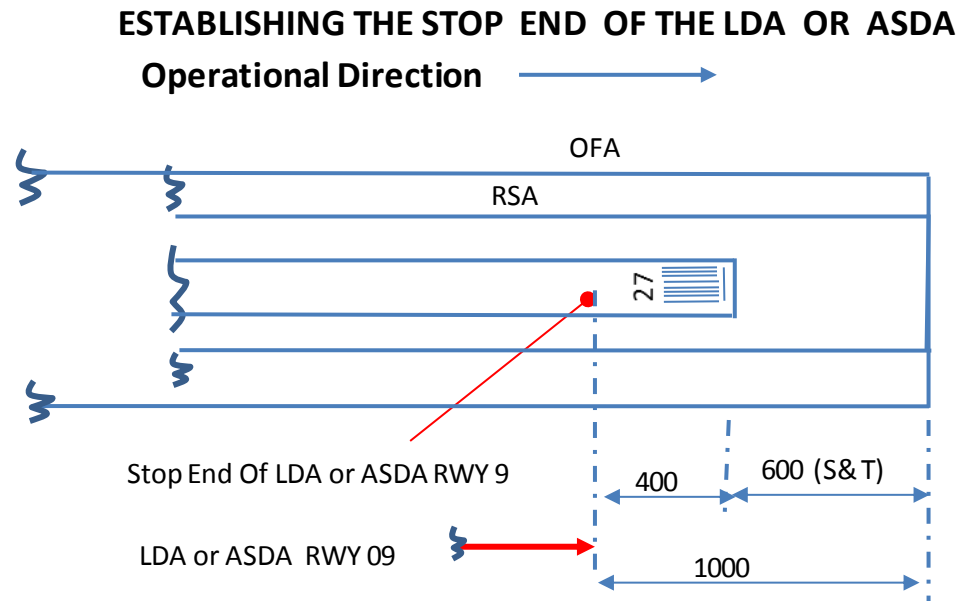 ESTABLISHING THE STOP END OF THE LDA OR ASDA
Operational Direction
OFA
RSA
27
Stop End Of LDA or ASDA RWY 9
400
600 (S&T)
LDA or ASDA RWY 09
1000